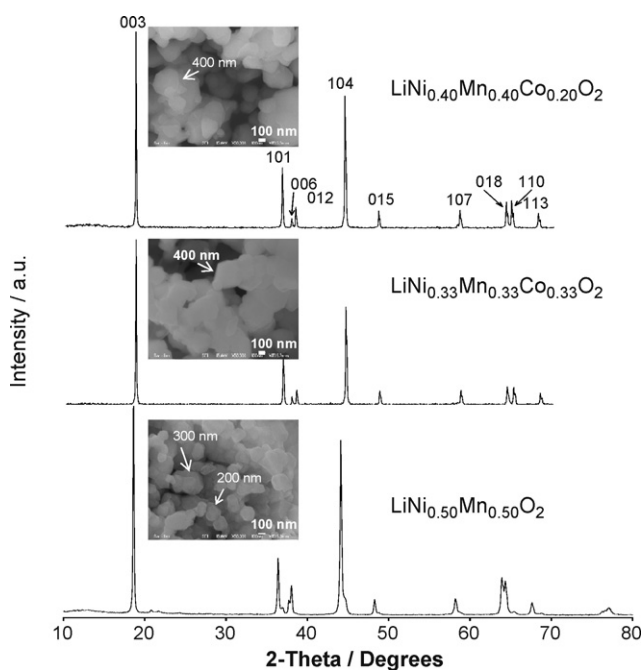 003
400 nm
100 nm
LiNi0.40Mn0.40Co0.20O2
104
101
006
012
015
107
018
110
113
400 nm
100 nm
LiNi0.33Mn0.33Co0.33O2
Intensity / a.u.
300 nm
200 nm
100 nm
LiNi0.50Mn0.50O2
10 20 30 40 50 60 70 80
2-Theta / Degrees